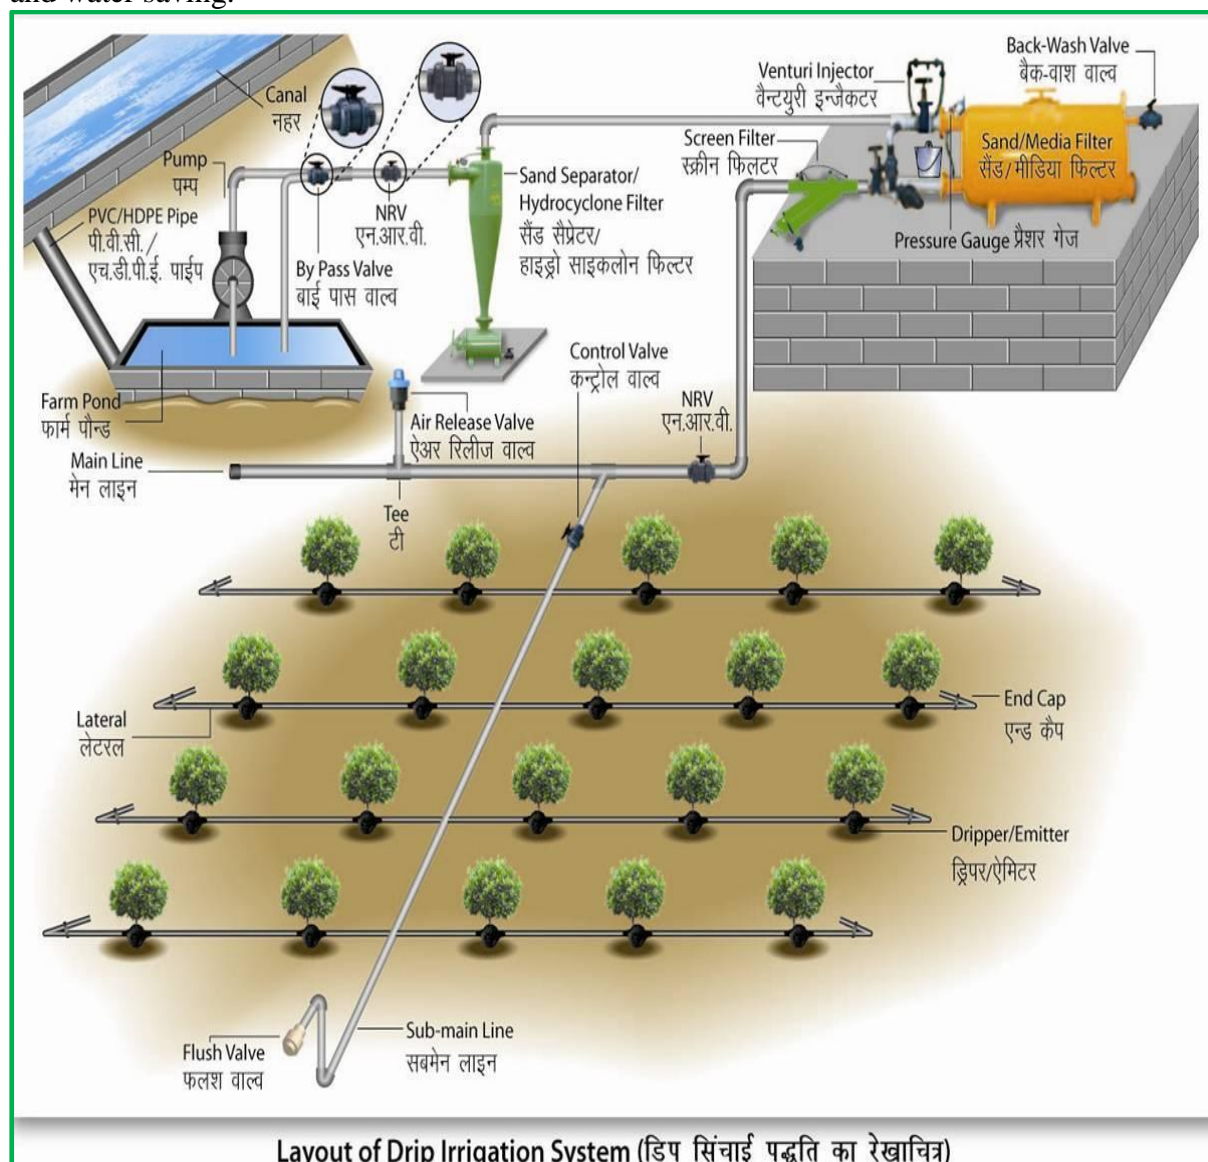 and water saving.
Canal
नहर
Pump
पम्प
PVC/HDPE Pipe
पी.वी.सी./
एच.डी.पी.ई. पाईप
By Pass Valve
बाई पास वाल्व
NRV
एन.आर.वी.
Sand Separator/
Hydrocyclone Filter
सैंड सैप्रेटर/
हाइड्रो साइकलोन फिल्टर
Venturi Injector
वैन्टयुरी इन्जैकटर
Screen Filter
स्क्रीन फिलटर
Back-Wash Valve
बैक-वाश वाल्व
Sand/Media Filter
सैंड/मीडिया फिल्टर
Pressure Gauge प्रैशर गेज
Farm Pond
फार्म पौन्ड
Air Release Valve
ऐअर रिलीज वाल्व
Control Valve
कन्ट्रोल वाल्व
NRV
एन.आर.वी.
Main Line
मेन लाइन
Tee
टी
Lateral
लेटरल
End Cap
एन्ड कैप
Dripper/Emitter
ड्रिपर/ऐमिटर
Sub-main Line
सबमेन लाइन
Flush Valve
फलश वाल्व
Layout of Drip Irrigation System (ड्रिप सिंचाई पद्धति का रेखाचित्र)